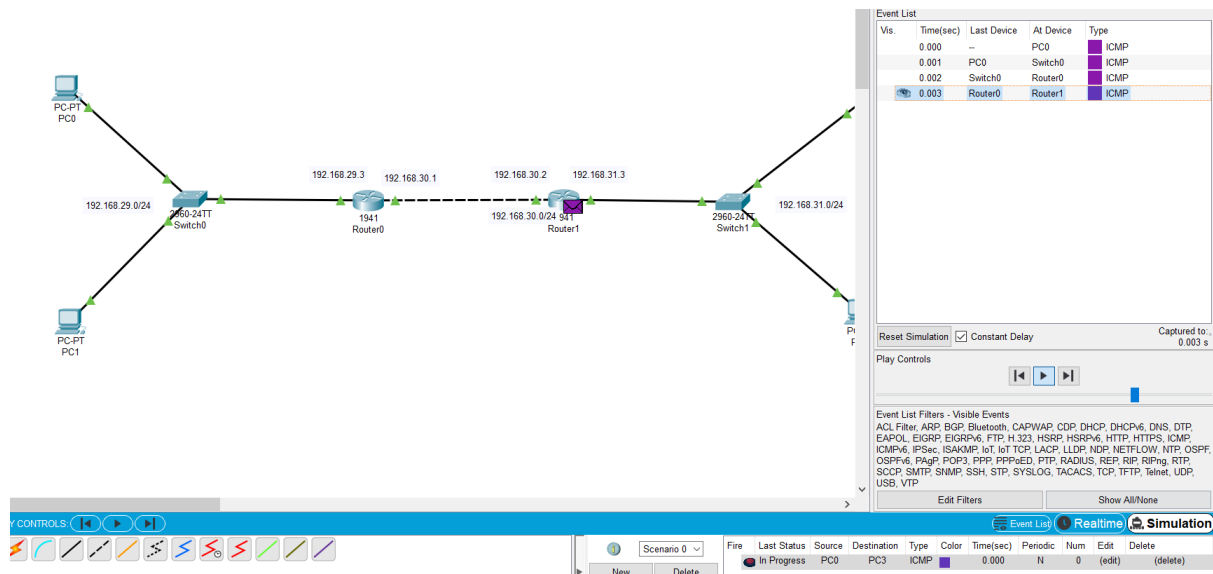 Event List
Vis. Time(sec) Last Device At Device Type
0.000 -- PC0 ICMP
0.001 PC0 Switch0 ICMP
0.002 Switch0 Router0 ICMP
0.003 Router0 Router1 ICMP
PC-PT
PC0
192.168.29.3
192.168.30.1
192.168.30.2
192.168.31.3
192.168.29.0/24
2960-24TT
Switch0
1941
Router0
192.168.30.0/24
941
Router1
2960-24TT
Switch1
192.168.31.0/24
PC-PT
PC1
Reset Simulation Constant Delay
Captured to:
0.003 s
Play Controls
Event List Filters - Visible Events
ACL Filter, ARP, BGP, Bluetooth, CAPWAP, CDP, DHCP, DHCPv6, DNS, DTP,
EAPOL, EIGRP, EIGRPv6, FTP, H.323, HSRP, HSRPv6, HTTP, HTTPS, ICMP,
ICMPv6, IPSec, ISAKMP, IoT, IoT TCP, LACP, LLDP, NDP, NETFLOW, NTP, OSPF,
OSPFv6, PAgP, POP3, PPP, PPPoED, PTP, RADIUS, REP, RIP, RIPng, RTP,
SCCP, SMTP, SNMP, SSH, STP, SYSLOG, TACACS, TCP, TFTP, Telnet, UDP,
USB, VTP
Edit Filters Show All/None
Y CONTROLS:
Event List Realtime Simulation
Scenario 0
New Delete
Fire Last Status Source Destination Type Color Time(sec) Periodic Num Edit Delete
In Progress PC0 PC3 ICMP 0.000 N 0 (edit) (delete)